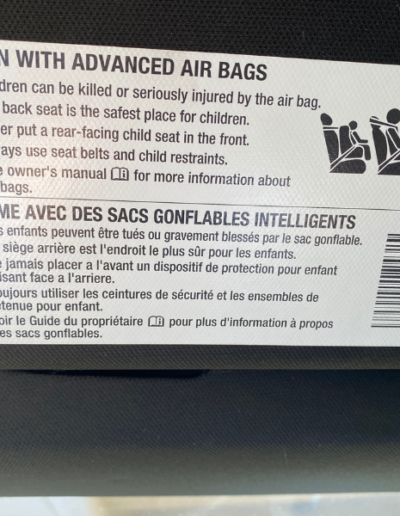 N WITH ADVANCED AIR BAGS
dren can be killed or seriously injured by the air bag.
back seat is the safest place for children.
er put a rear-facing child seat in the front.
ays use seat belts and child restraints.
e owner's manual for more information about
bags.
ME AVEC DES SACS GONFLABLES INTELLIGENTS
s enfants peuvent être tués ou gravement blessés par le sac gonflable.
siège arrière est l'endroit le plus sûr pour les enfants.
e jamais placer a l'avant un dispositif de protection pour enfant
isant face a l'arriere.
oujours utiliser les ceintures de sécurité et les ensembles de
etenue pour enfant.
oir le Guide du propriétaire pour plus d'information à propos
es sacs gonflables.